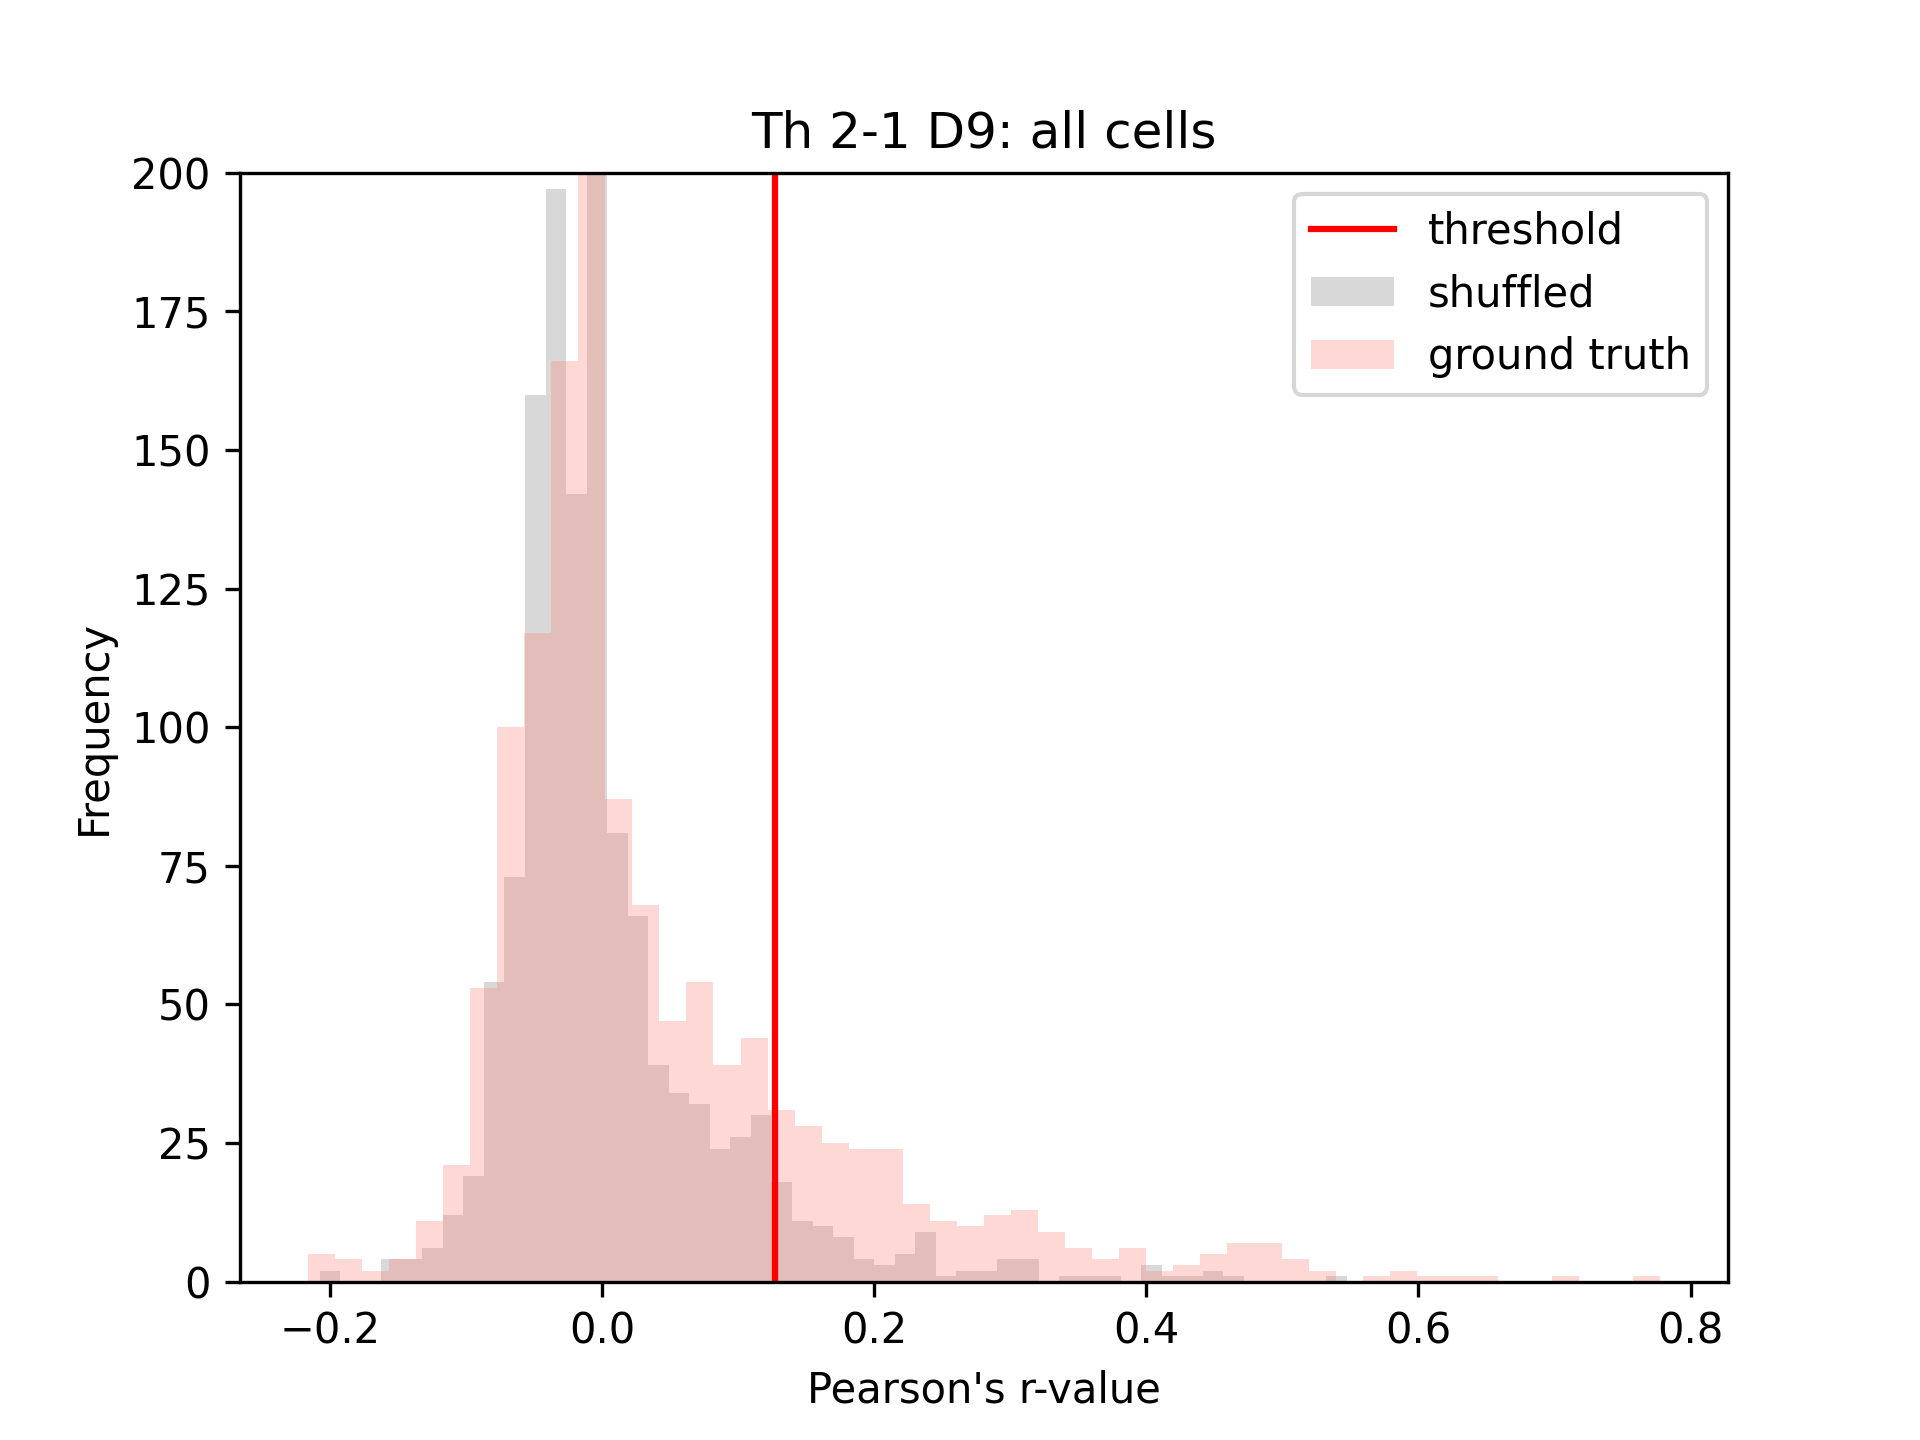 Th 2-1 D9: all cells
threshold
shuffled
ground truth
Frequency
200
175
150
125
100
75
50
25
0
−0.2 0.0 0.2 0.4 0.6 0.8
Pearson's r-value